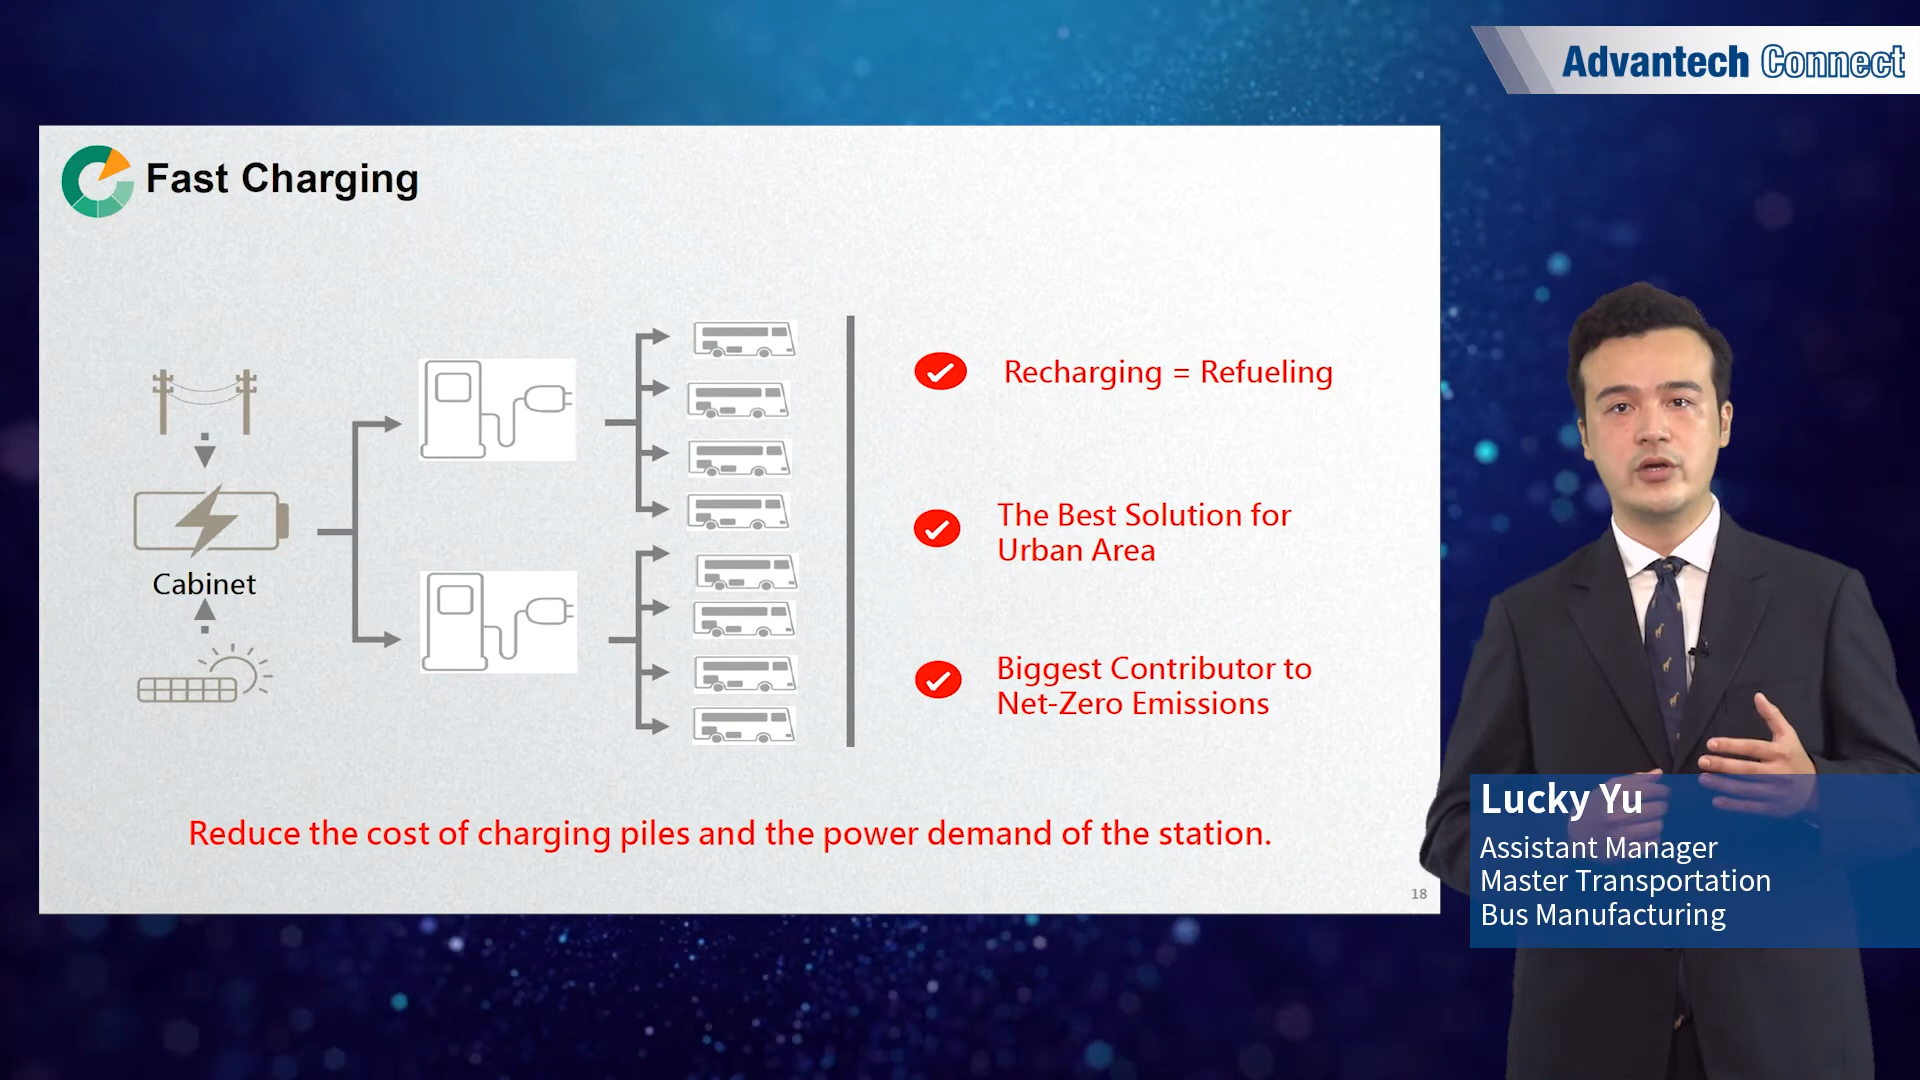 Advantech Connect
Fast Charging
Cabinet
Recharging = Refueling
The Best Solution for
Urban Area
Biggest Contributor to
Net-Zero Emissions
Reduce the cost of charging piles and the power demand of the station.
18
Lucky Yu
Assistant Manager
Master Transportation
Bus Manufacturing